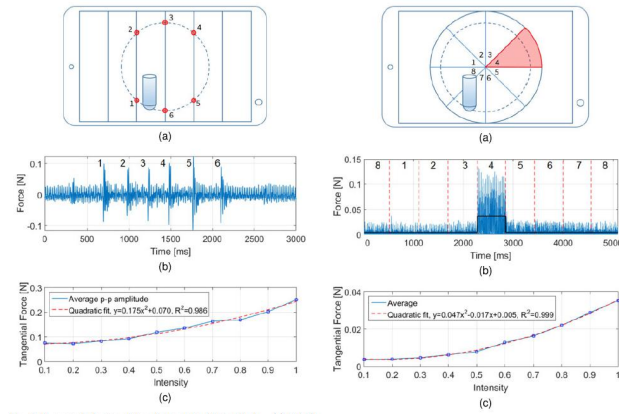 3
2
4
1
5
6
(a)
1 2 3 4 5 6
0.1
0
-0.1
Force [N]
0 500 1000 1500 2000 2500 3000
Time [ms]
(b)
0.3
0.2
0.1
0
Tangential Force [N]
Average p-p amplitude
Quadratic fit, y=0.175x²+0.070, R²=0.986
0.1 0.2 0.3 0.4 0.5 0.6 0.7 0.8 0.9 1
Intensity
(c)
2 3
1 4
8 5
7 6
(a)
8 1 2 3 4 5 6 7 8
0.15
0.1
0.05
0
Force [N]
0 1000 2000 3000 4000 5000
Time [ms]
(b)
0.04
0.02
0
Tangential Force [N]
Average
Quadratic fit, y=0.047x²-0.017x+0.005, R²=0.999
0.1 0.2 0.3 0.4 0.5 0.6 0.7 0.8 0.9 1
Intensity
(c)